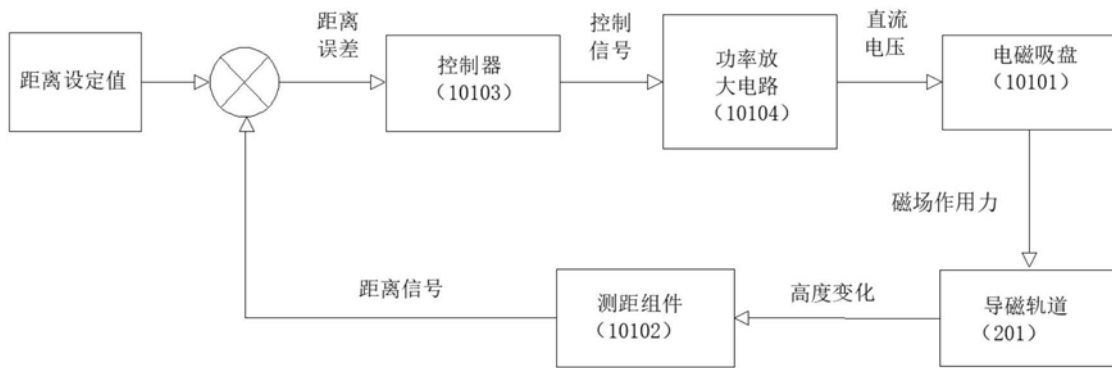 距离
误差
控制
信号
直流
电压
距离设定值
控制器
（10103）
功率放
大电路
（10104）
电磁吸盘
（10101）
磁场作用力
距离信号
测距组件
（10102）
高度变化
导磁轨道
（201）